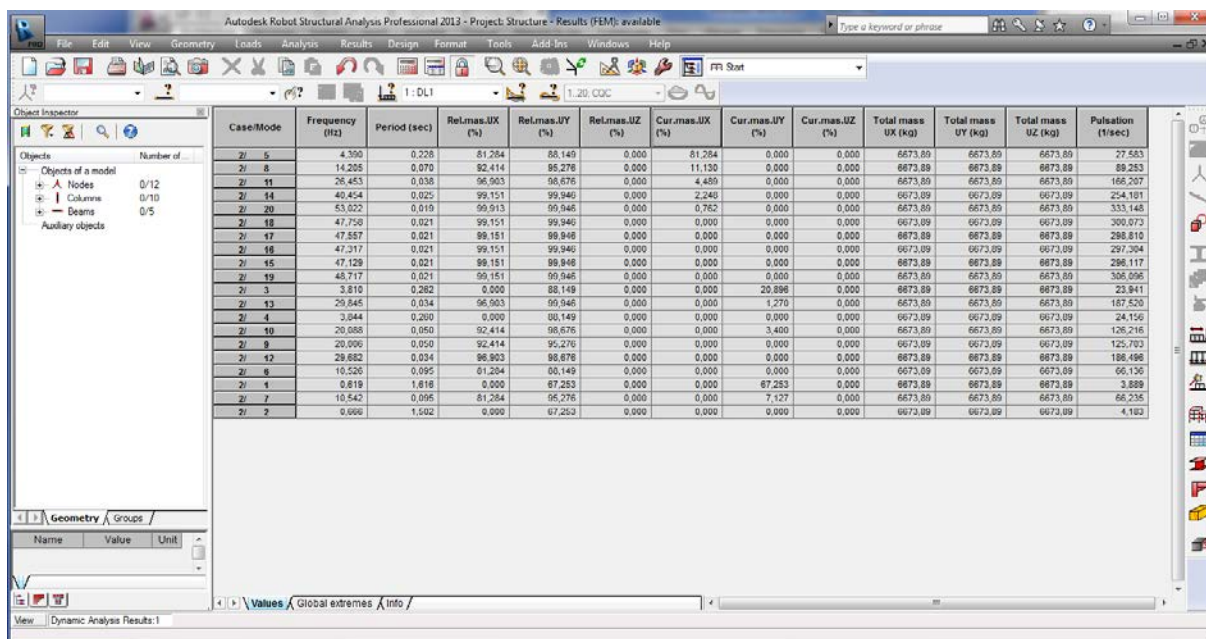 Autodesk Robot Structural Analysis Professional 2013 - Project: Structure - Results (FEM): available
Type a keyword or phrase
PRO File Edit View Geometry Loads Analysis Results Design Format Tools Add-Ins Windows Help
Start
1 : DL1 1..20; CQC
Object Inspector
Objects Number of ...
Objects of a model
Nodes 0/12
Columns 0/10
Beams 0/5
Auxiliary objects
Geometry Groups
Name Value Unit
Case/Mode Frequency (Hz) Period (sec) Rel.mas.UX (%) Rel.mas.UY (%) Rel.mas.UZ (%) Cur.mas.UX (%) Cur.mas.UY (%) Cur.mas.UZ (%) Total mass UX (kg) Total mass UY (kg) Total mass UZ (kg) Pulsation (1/sec)
2/ 5 4,390 0,228 81,284 88,149 0,000 81,284 0,000 0,000 6673,89 6673,89 6673,89 27,583
2/ 8 14,205 0,070 92,414 95,276 0,000 11,130 0,000 0,000 6673,89 6673,89 6673,89 89,253
2/ 11 26,453 0,038 96,903 98,676 0,000 4,489 0,000 0,000 6673,89 6673,89 6673,89 166,207
2/ 14 40,454 0,025 99,151 99,946 0,000 2,248 0,000 0,000 6673,89 6673,89 6673,89 254,181
2/ 20 53,022 0,019 99,913 99,946 0,000 0,762 0,000 0,000 6673,89 6673,89 6673,89 333,148
2/ 18 47,758 0,021 99,151 99,946 0,000 0,000 0,000 0,000 6673,89 6673,89 6673,89 300,073
2/ 17 47,557 0,021 99,151 99,946 0,000 0,000 0,000 0,000 6673,89 6673,89 6673,89 298,810
2/ 16 47,317 0,021 99,151 99,946 0,000 0,000 0,000 0,000 6673,89 6673,89 6673,89 297,304
2/ 15 47,129 0,021 99,151 99,946 0,000 0,000 0,000 0,000 6673,89 6673,89 6673,89 296,117
2/ 19 48,717 0,021 99,151 99,946 0,000 0,000 0,000 0,000 6673,89 6673,89 6673,89 306,096
2/ 3 3,810 0,262 0,000 88,149 0,000 0,000 20,896 0,000 6673,89 6673,89 6673,89 23,941
2/ 13 29,845 0,034 96,903 99,946 0,000 0,000 1,270 0,000 6673,89 6673,89 6673,89 187,520
2/ 4 3,844 0,260 0,000 88,149 0,000 0,000 0,000 0,000 6673,89 6673,89 6673,89 24,156
2/ 10 20,088 0,050 92,414 98,676 0,000 0,000 3,400 0,000 6673,89 6673,89 6673,89 126,216
2/ 9 20,006 0,050 92,414 95,276 0,000 0,000 0,000 0,000 6673,89 6673,89 6673,89 125,703
2/ 12 29,682 0,034 96,903 98,676 0,000 0,000 0,000 0,000 6673,89 6673,89 6673,89 186,496
2/ 6 10,526 0,095 81,284 88,149 0,000 0,000 0,000 0,000 6673,89 6673,89 6673,89 66,136
2/ 1 0,619 1,616 0,000 67,253 0,000 0,000 67,253 0,000 6673,89 6673,89 6673,89 3,889
2/ 7 10,542 0,095 81,284 95,276 0,000 0,000 7,127 0,000 6673,89 6673,89 6673,89 66,235
2/ 2 0,666 1,502 0,000 67,253 0,000 0,000 0,000 0,000 6673,89 6673,89 6673,89 4,183
Values Global extremes Info
View Dynamic Analysis Results:1